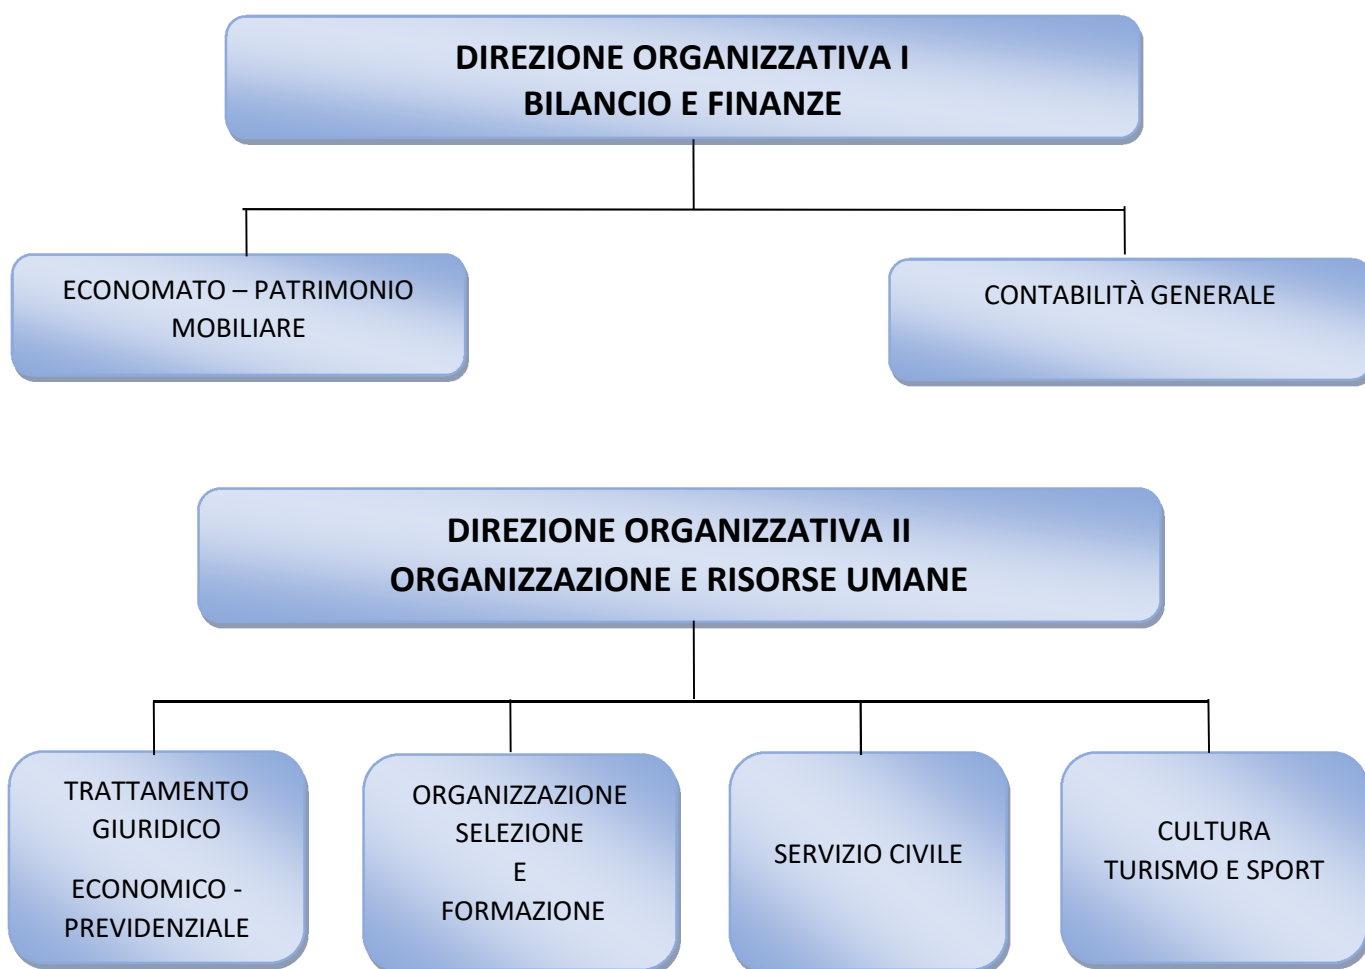 DIREZIONE ORGANIZZATIVA I
BILANCIO E FINANZE
ECONOMATO – PATRIMONIO
MOBILIARE
CONTABILITÀ GENERALE
DIREZIONE ORGANIZZATIVA II
ORGANIZZAZIONE E RISORSE UMANE
TRATTAMENTO
GIURIDICO
ECONOMICO -
PREVIDENZIALE
ORGANIZZAZIONE
SELEZIONE
E
FORMAZIONE
SERVIZIO CIVILE
CULTURA
TURISMO E SPORT